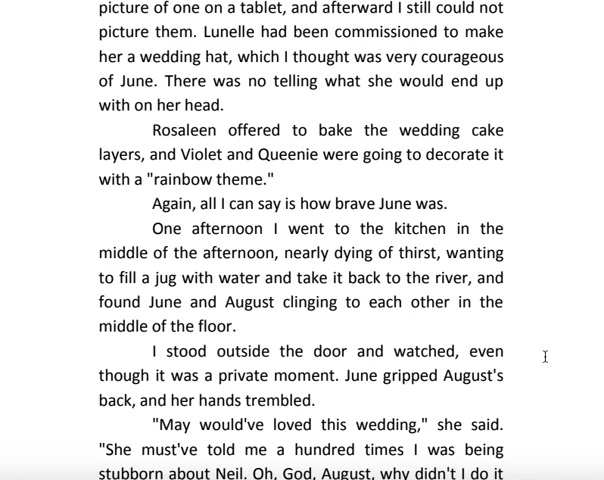 picture of one on a tablet, and afterward I still could not
picture them. Lunelle had been commissioned to make
her a wedding hat, which I thought was very courageous
of June. There was no telling what she would end up
with on her head.
Rosaleen offered to bake the wedding cake
layers, and Violet and Queenie were going to decorate it
with a "rainbow theme."
Again, all I can say is how brave June was.
One afternoon I went to the kitchen in the
middle of the afternoon, nearly dying of thirst, wanting
to fill a jug with water and take it back to the river, and
found June and August clinging to each other in the
middle of the floor.
I stood outside the door and watched, even
though it was a private moment. June gripped August's
back, and her hands trembled.
"May would've loved this wedding," she said.
"She must've told me a hundred times I was being
stubborn about Neil. Oh, God, August, why didn't I do it